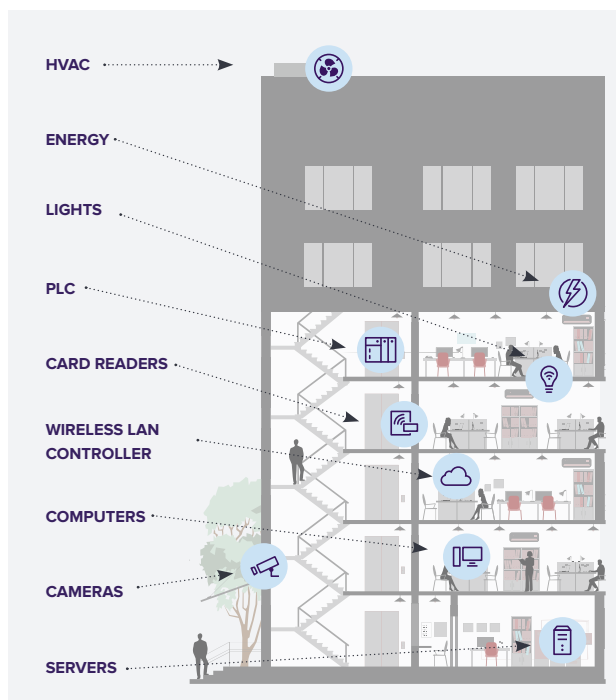 HVAC
ENERGY
LIGHTS
PLC
CARD READERS
WIRELESS LAN
CONTROLLER
COMPUTERS
CAMERAS
SERVERS